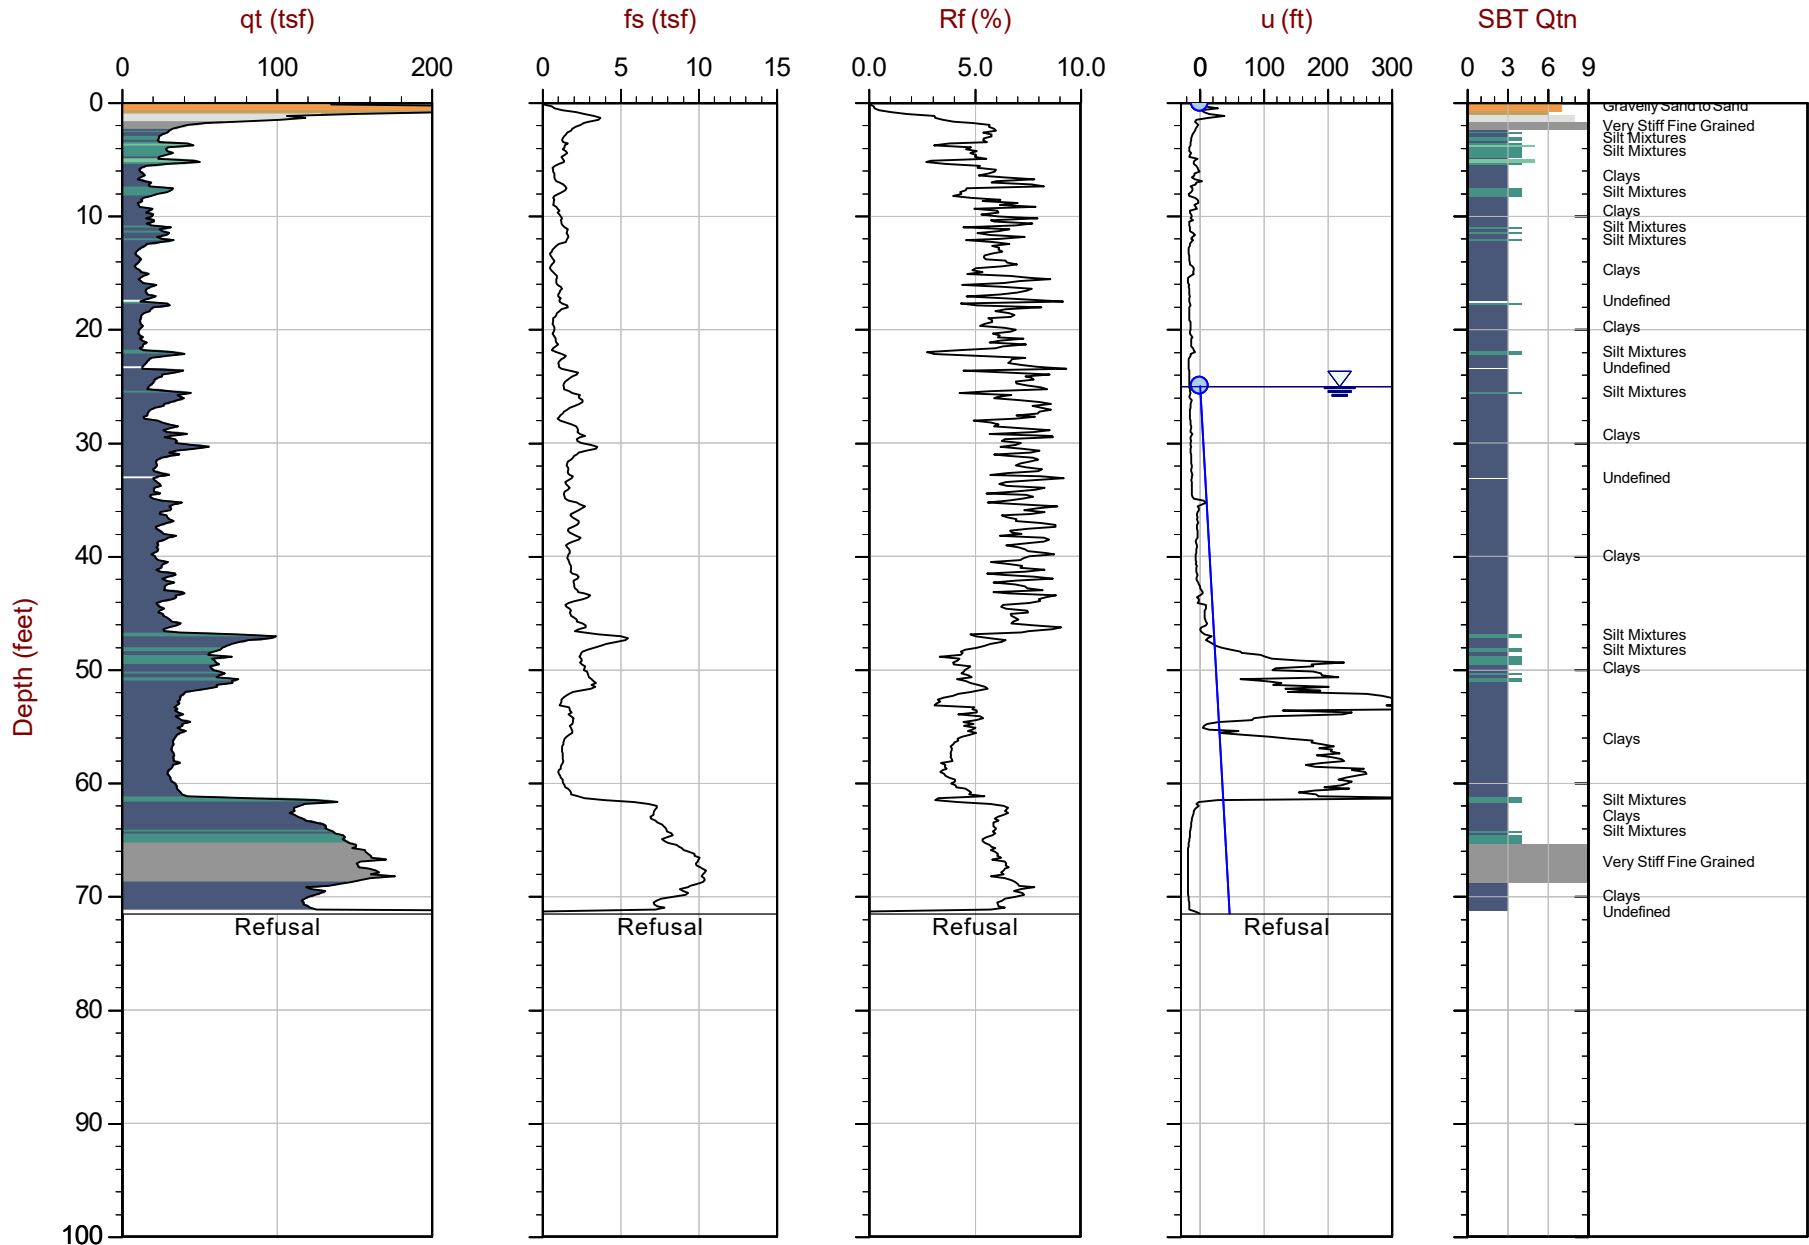 qt (tsf) fs (tsf) Rf (%) u (ft) SBT Qtn
0 100 200 0 5 10 15 0.0 5.0 10.0 0 100 200 300 0 3 6 9
0
Gravelly Sand to Sand
Very Stiff Fine Grained
Silt Mixtures
Silt Mixtures
Clays
Silt Mixtures
Clays
10
Silt Mixtures
Silt Mixtures
Clays
Undefined
Clays
20
Silt Mixtures
Undefined
Silt Mixtures
Clays
30
Undefined
Clays
40
Silt Mixtures
Silt Mixtures
Clays
50
Depth (feet)
Clays
60
Silt Mixtures
Clays
Silt Mixtures
Very Stiff Fine Grained
Clays
70
Undefined
Refusal Refusal Refusal Refusal
80
90
100